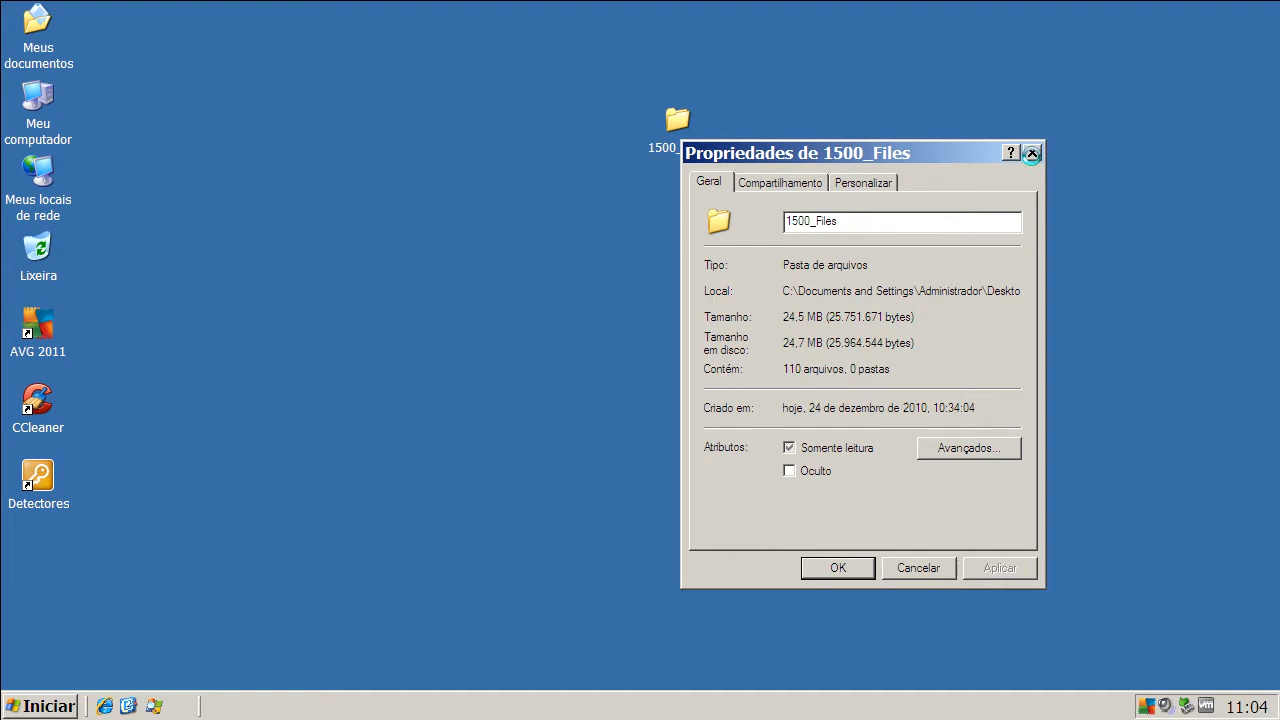 Meus
documentos
Meu
computador
Meus locais
de rede
Lixeira
AVG 2011
CCleaner
Detectores
1500_
Propriedades de 1500_Files
Geral
Compartilhamento
Personalizar
1500_Files
Tipo: Pasta de arquivos
Local: C:\Documents and Settings\Administrador\Deskto
Tamanho: 24,5 MB (25.751.671 bytes)
Tamanho
em disco: 24,7 MB (25.964.544 bytes)
Contém: 110 arquivos, 0 pastas
Criado em: hoje, 24 de dezembro de 2010, 10:34:04
Atributos: Somente leitura Avançados...
Oculto
OK Cancelar Aplicar
Iniciar
vm
11:04